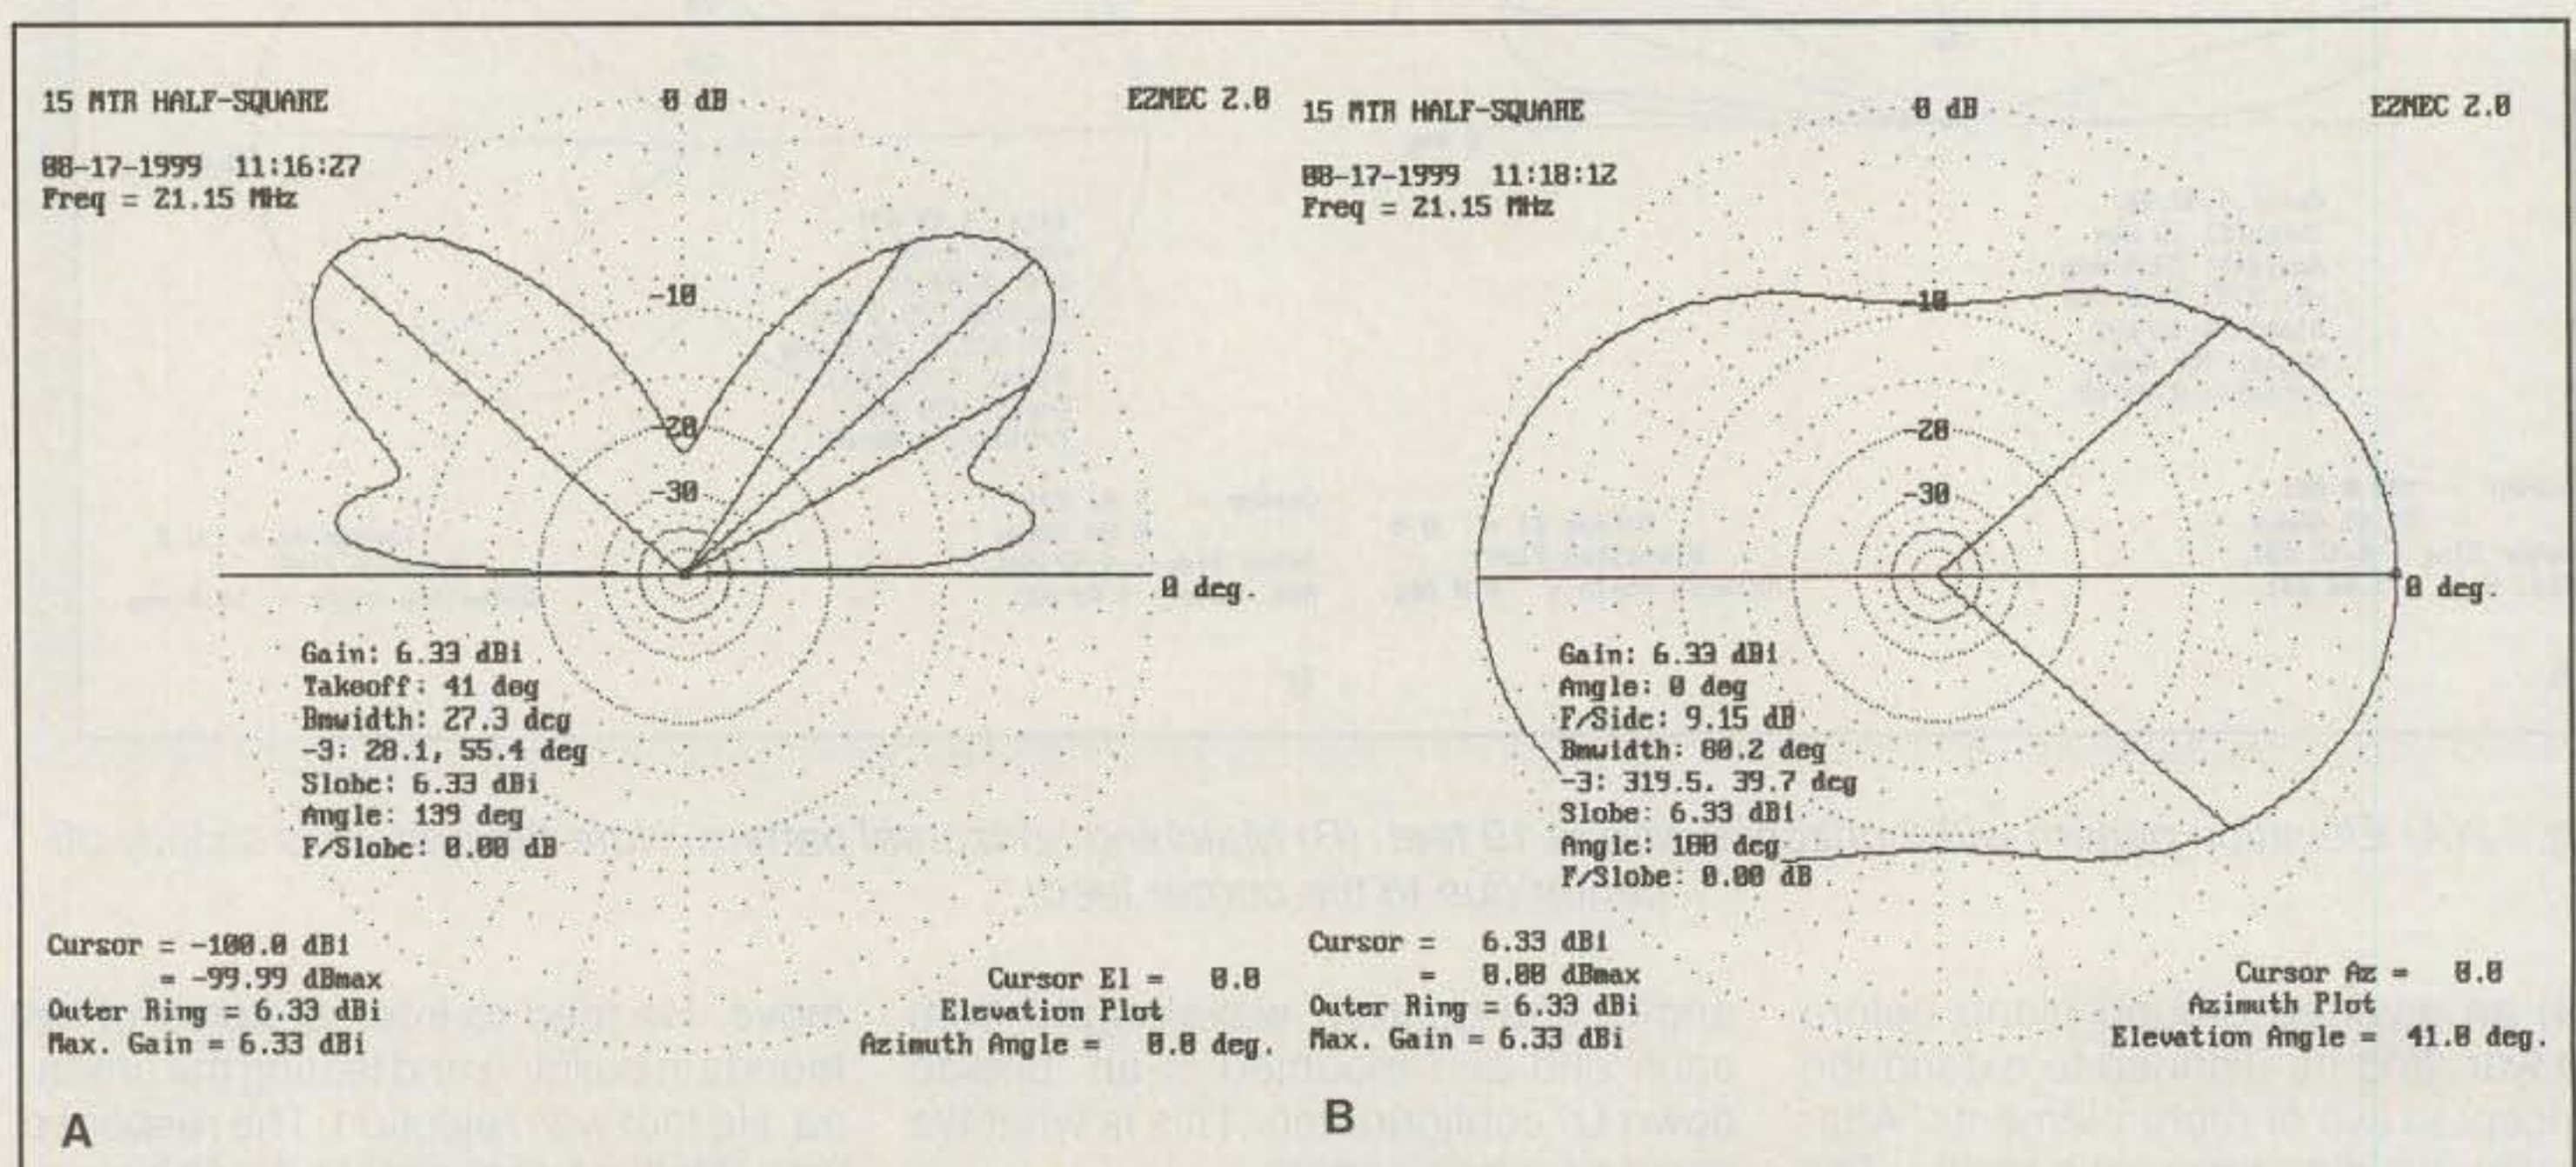 15 MTR HALF-SQUARE
0 dB
EZNEC 2.0
08-17-1999 11:16:27
Freq = 21.15 MHz
-10
-20
-30
0 deg.
Gain: 6.33 dBi
Takeoff: 41 deg
Bmwidth: 27.3 deg
-3: 28.1, 55.4 deg
Slobe: 6.33 dBi
Angle: 139 deg
F/Slobe: 0.00 dB
Cursor = -100.0 dBi
= -99.99 dBmax
Outer Ring = 6.33 dBi
Max. Gain = 6.33 dBi
Cursor El = 0.0
Elevation Plot
Azimuth Angle = 0.0 deg.
A
15 MTR HALF-SQUARE
0 dB
EZNEC 2.0
08-17-1999 11:18:12
Freq = 21.15 MHz
-10
-20
-30
0 deg.
Gain: 6.33 dBi
Angle: 0 deg
F/Side: 9.15 dB
Bmwidth: 80.2 deg
-3: 319.5, 39.7 deg
Slobe: 6.33 dBi
Angle: 180 deg
F/Slobe: 0.00 dB
Cursor = 6.33 dBi
= 0.00 dBmax
Outer Ring = 6.33 dBi
Max. Gain = 6.33 dBi
Cursor Az = 0.0
Azimuth Plot
Elevation Angle = 41.0 deg.
B